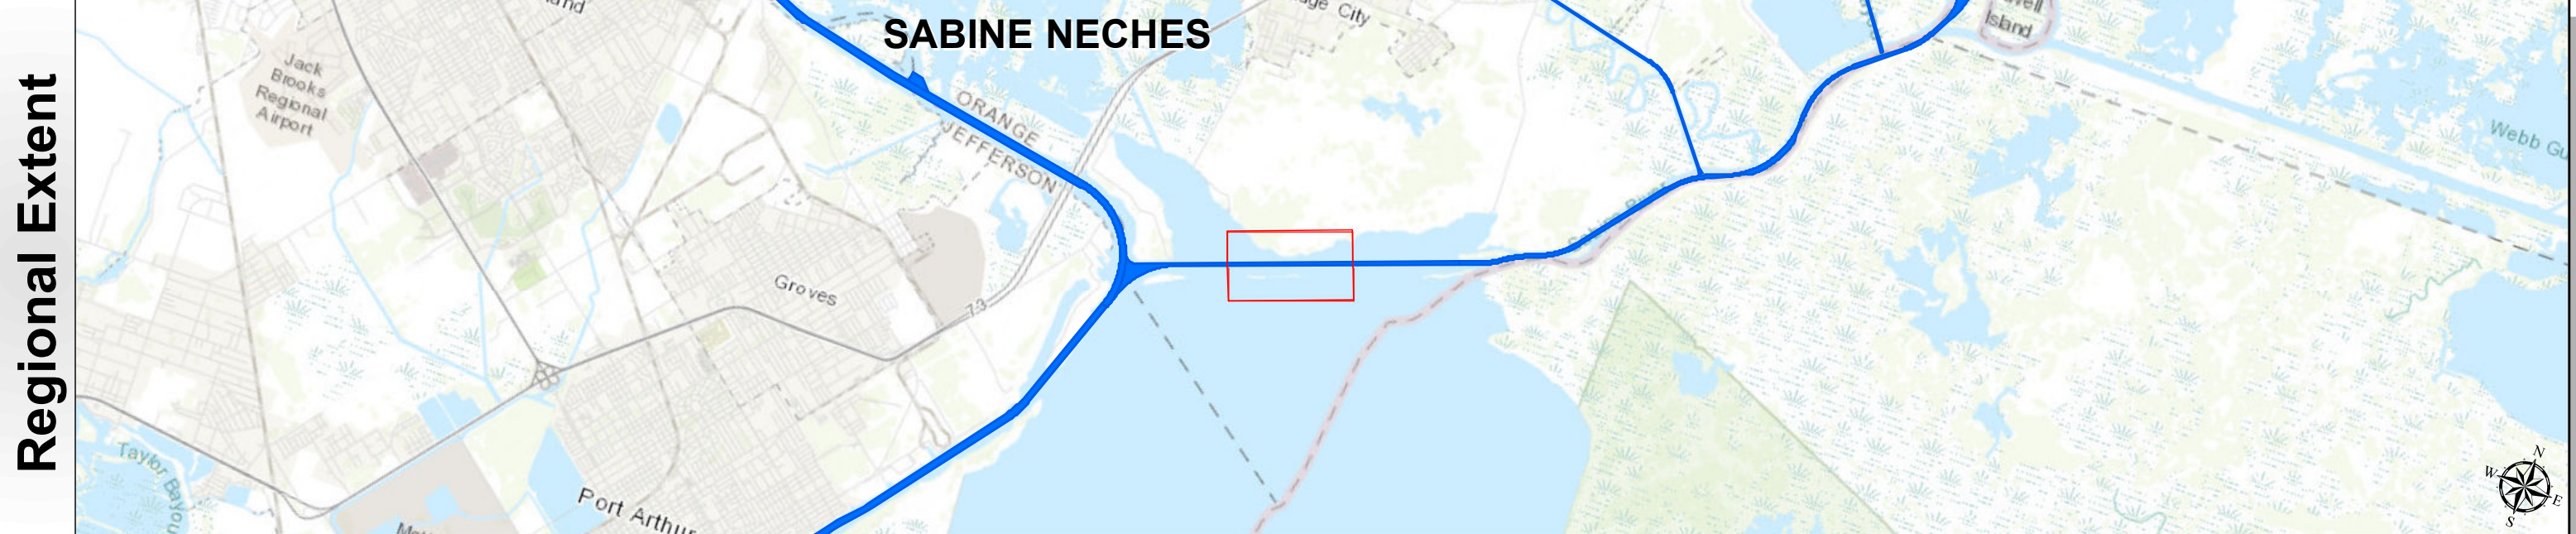 Regional Extent
SABINE NECHES
Jack
Brooks
Regional
Airport
ORANGE
JEFFERSON
Groves
73
Port Arthur
Taylor Bayou
City
Island
Webb
N
W
E
S